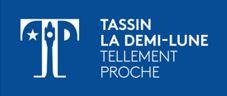 TASSIN
LA DEMI-LUNE
TELLEMENT
PROCHE